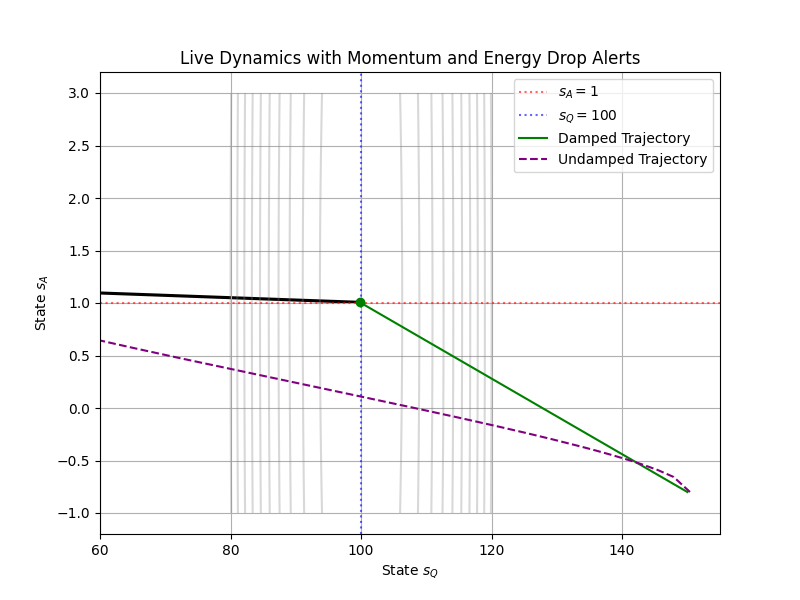 Live Dynamics with Momentum and Energy Drop Alerts
3.0
2.5
2.0
1.5
1.0
0.5
0.0
−0.5
−1.0
State s_A
s_A = 1
s_Q = 100
Damped Trajectory
Undamped Trajectory
60
80
100
120
140
State s_Q